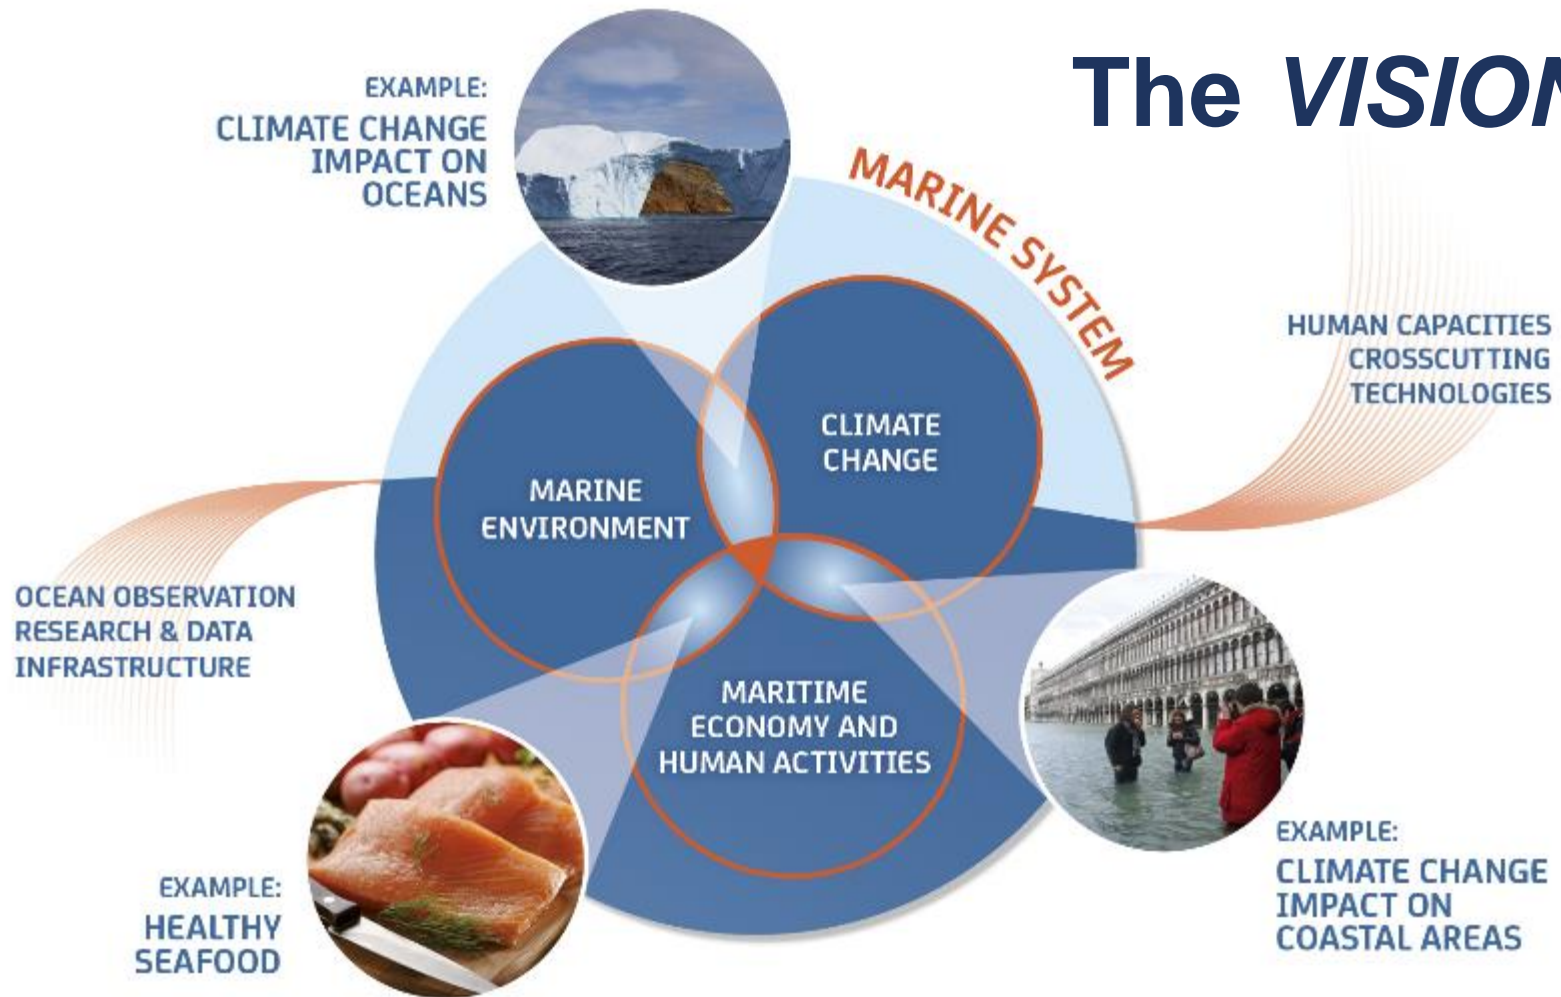 The VISION
EXAMPLE:
CLIMATE CHANGE
IMPACT ON
OCEANS
MARINE SYSTEM
HUMAN CAPACITIES
CROSSCUTTING
TECHNOLOGIES
CLIMATE
CHANGE
MARINE
ENVIRONMENT
OCEAN OBSERVATION
RESEARCH & DATA
INFRASTRUCTURE
MARITIME
ECONOMY AND
HUMAN ACTIVITIES
EXAMPLE:
CLIMATE CHANGE
IMPACT ON
COASTAL AREAS
EXAMPLE:
HEALTHY
SEAFOOD